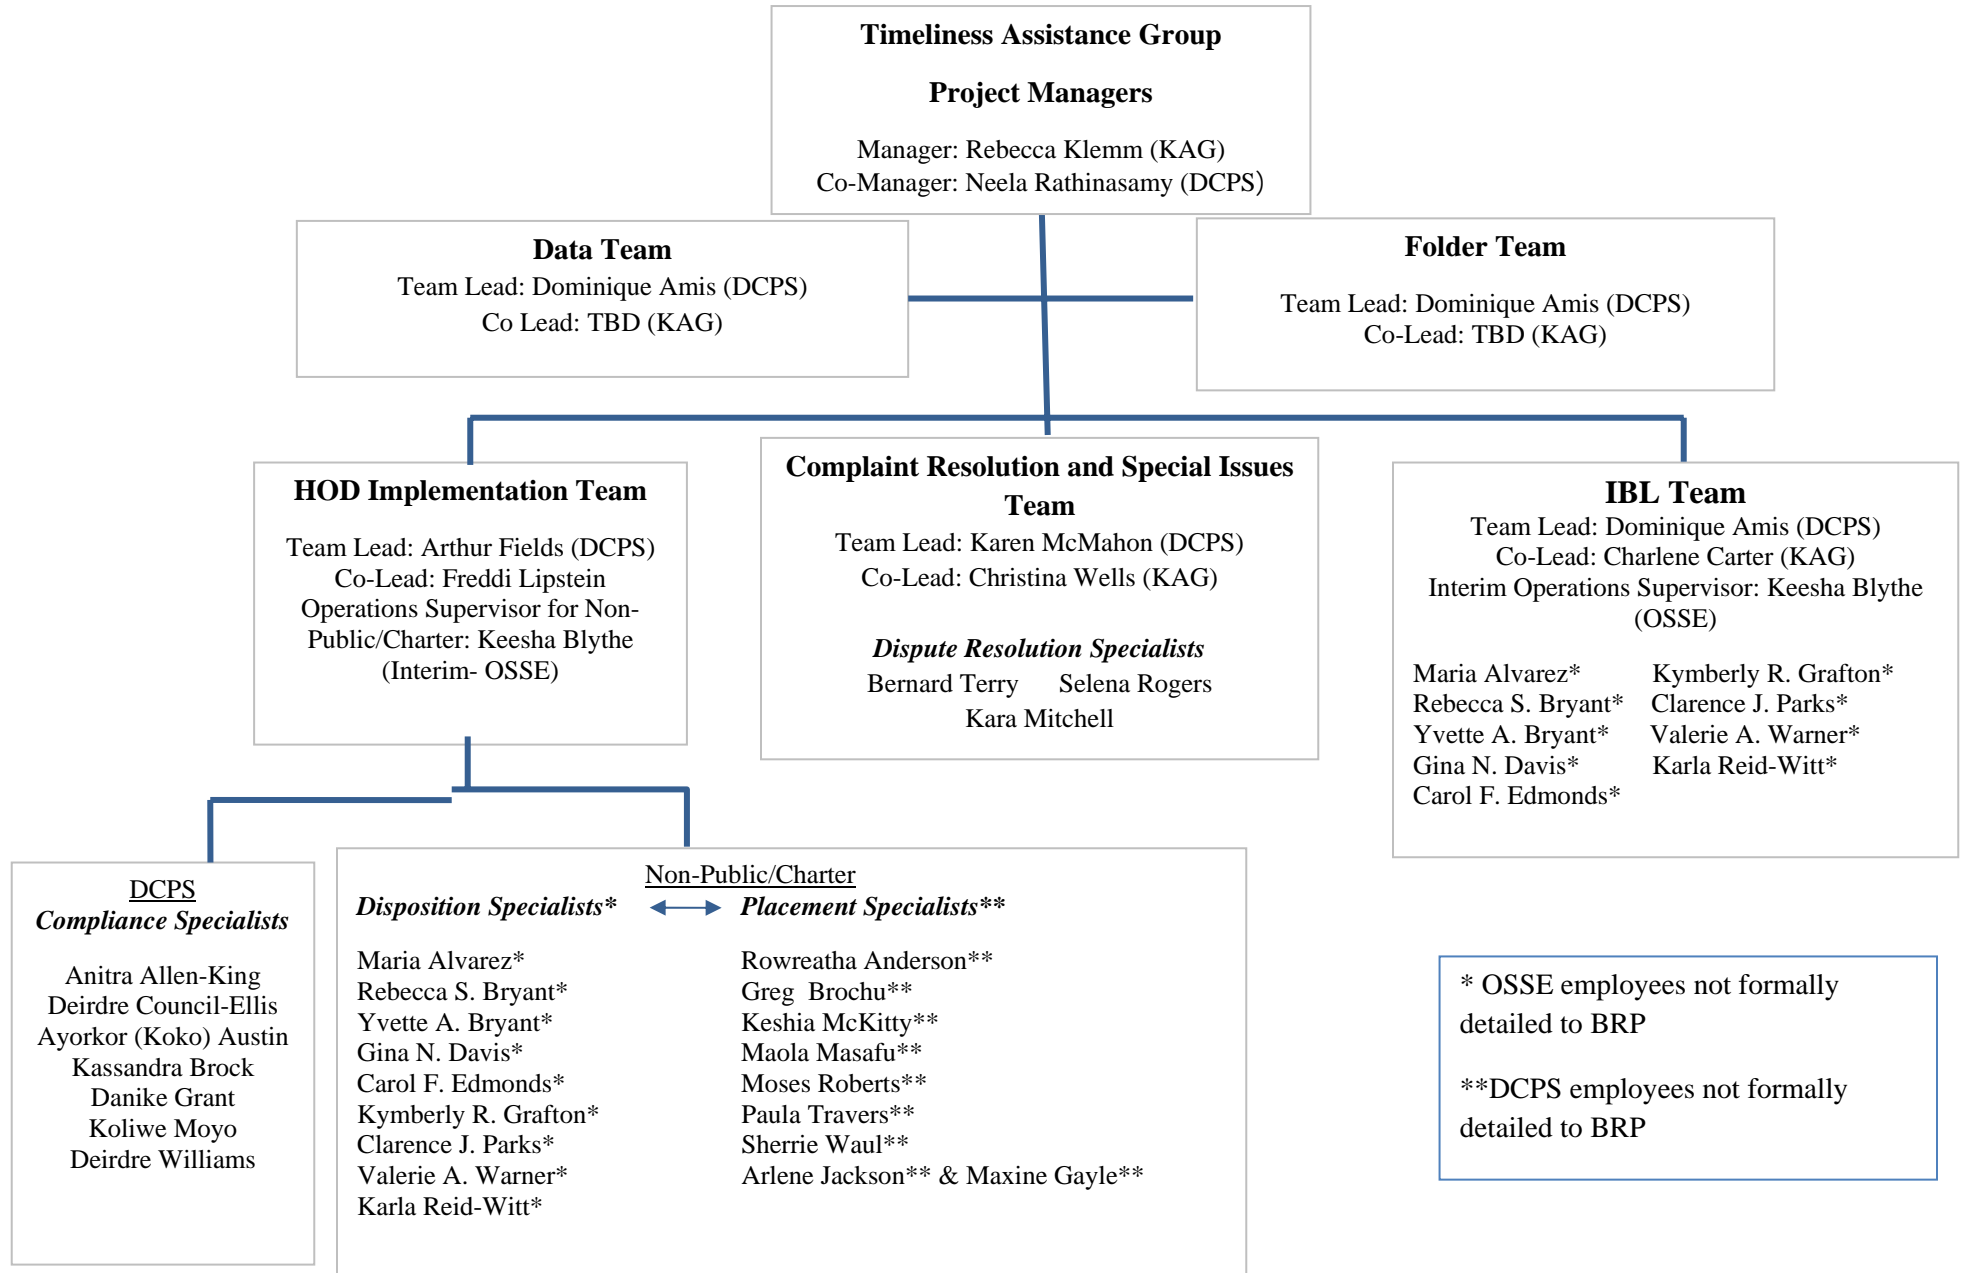 Timeliness Assistance Group
Project Managers
Manager: Rebecca Klemm (KAG)
Co-Manager: Neela Rathinasamy (DCPS)
Data Team
Team Lead: Dominique Amis (DCPS)
Co Lead: TBD (KAG)
Folder Team
Team Lead: Dominique Amis (DCPS)
Co-Lead: TBD (KAG)
HOD Implementation Team
Team Lead: Arthur Fields (DCPS)
Co-Lead: Freddi Lipstein
Operations Supervisor for Non-
Public/Charter: Keesha Blythe
(Interim- OSSE)
Complaint Resolution and Special Issues
Team
Team Lead: Karen McMahon (DCPS)
Co-Lead: Christina Wells (KAG)
Dispute Resolution Specialists
Bernard Terry Selena Rogers
Kara Mitchell
IBL Team
Team Lead: Dominique Amis (DCPS)
Co-Lead: Charlene Carter (KAG)
Interim Operations Supervisor: Keesha Blythe
(OSSE)
Maria Alvarez* Kymberly R. Grafton*
Rebecca S. Bryant* Clarence J. Parks*
Yvette A. Bryant* Valerie A. Warner*
Gina N. Davis* Karla Reid-Witt*
Carol F. Edmonds*
DCPS
Compliance Specialists
Anitra Allen-King
Deirdre Council-Ellis
Ayorkor (Koko) Austin
Kassandra Brock
Danike Grant
Koliwe Moyo
Deirdre Williams
Non-Public/Charter
Disposition Specialists* Placement Specialists**
Maria Alvarez* Rowreatha Anderson**
Rebecca S. Bryant* Greg Brochu**
Yvette A. Bryant* Keshia McKitty**
Gina N. Davis* Maola Masafu**
Carol F. Edmonds* Moses Roberts**
Kymberly R. Grafton* Paula Travers**
Clarence J. Parks* Sherrie Waul**
Valerie A. Warner* Arlene Jackson** & Maxine Gayle**
Karla Reid-Witt*
* OSSE employees not formally
detailed to BRP
**DCPS employees not formally
detailed to BRP